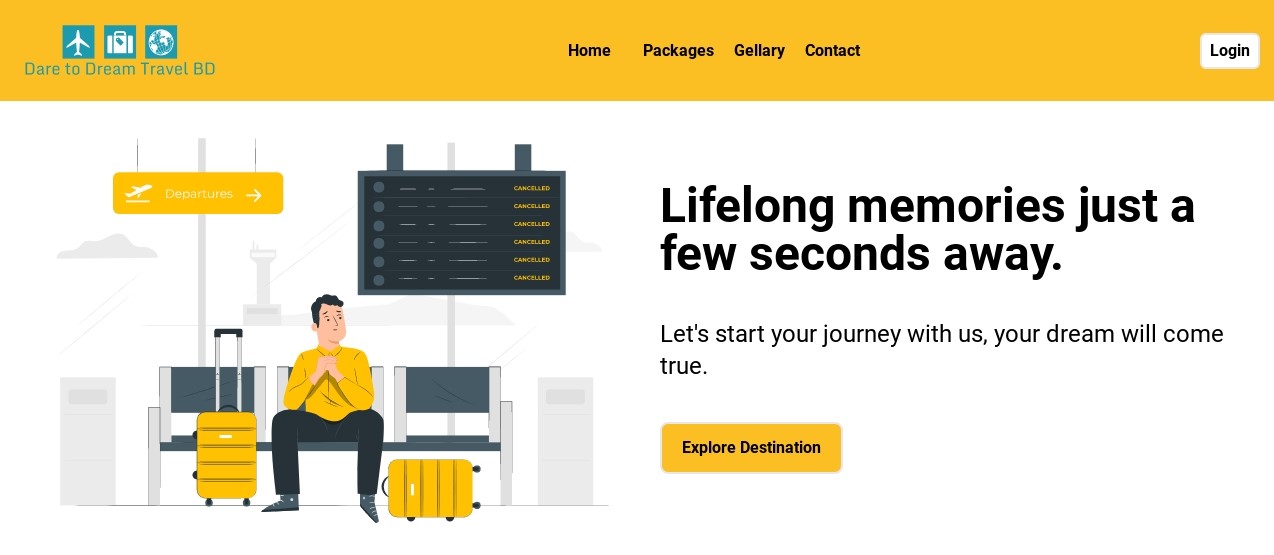 Dare to Dream Travel BD
Home Packages Gellary Contact
Login
Departures
CANCELLED
CANCELLED
CANCELLED
CANCELLED
CANCELLED
CANCELLED
Lifelong memories just a
few seconds away.
Let's start your journey with us, your dream will come
true.
Explore Destination